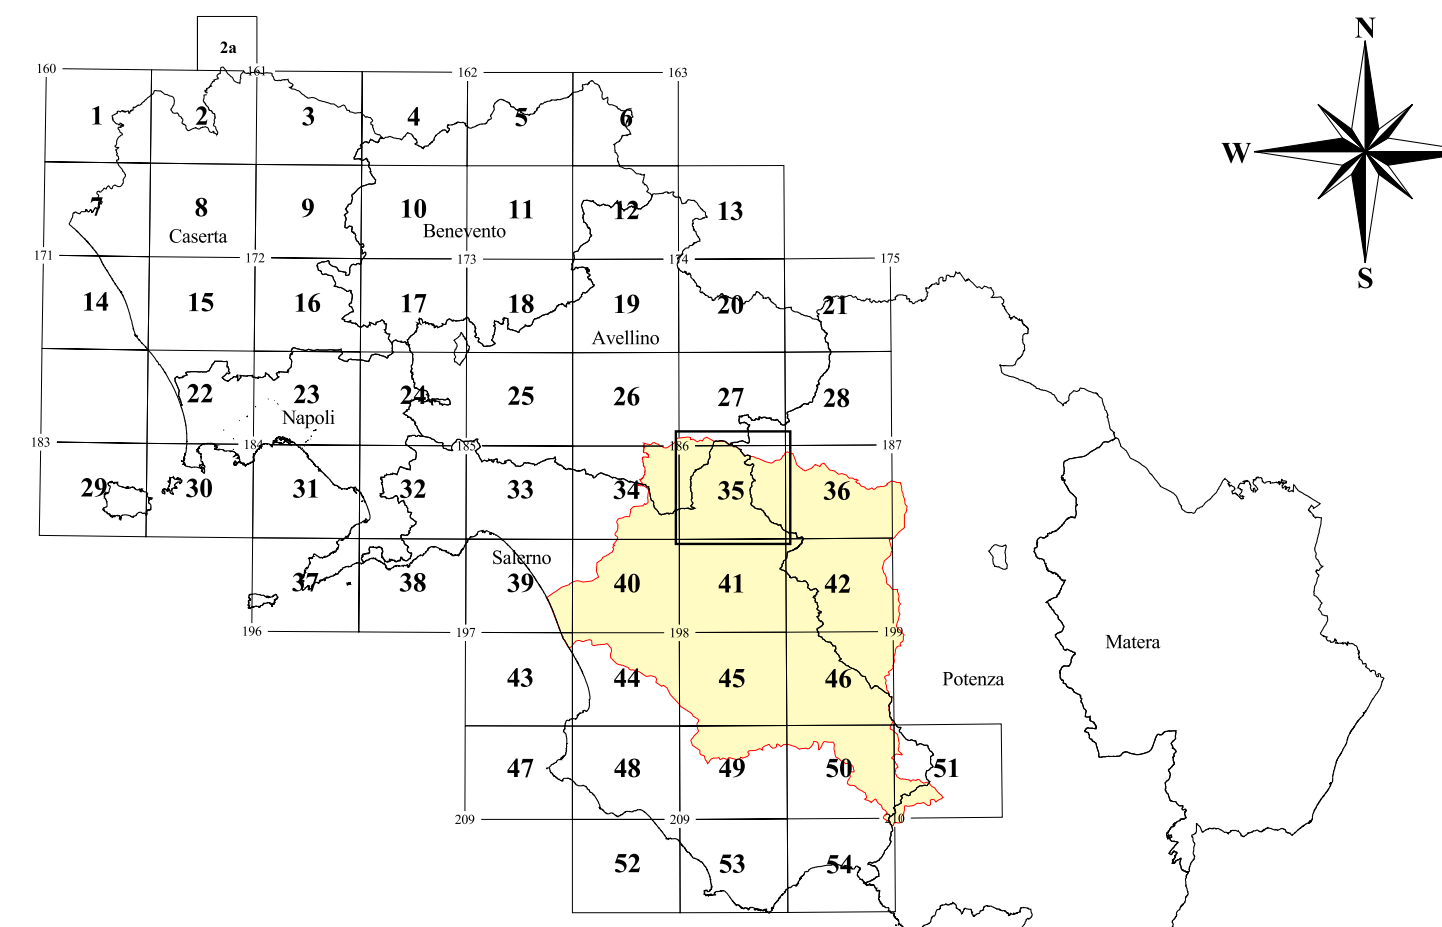 N
2a
160 161 162 163
1 2 3 4 5 6
W
7 8 9 10 11 12 13
Caserta Benevento
171 172 173 174 175
S
14 15 16 17 18 19 20 21
Avellino
22 23 24 25 26 27 28
Napoli
183 184 185 186 187
29 30 31 32 33 34 35 36
Salerno
37 38 39 40 41 42
196 197 198 199
Matera
43 44 45 46 Potenza
47 48 49 50 51
209 209 210
52 53 54